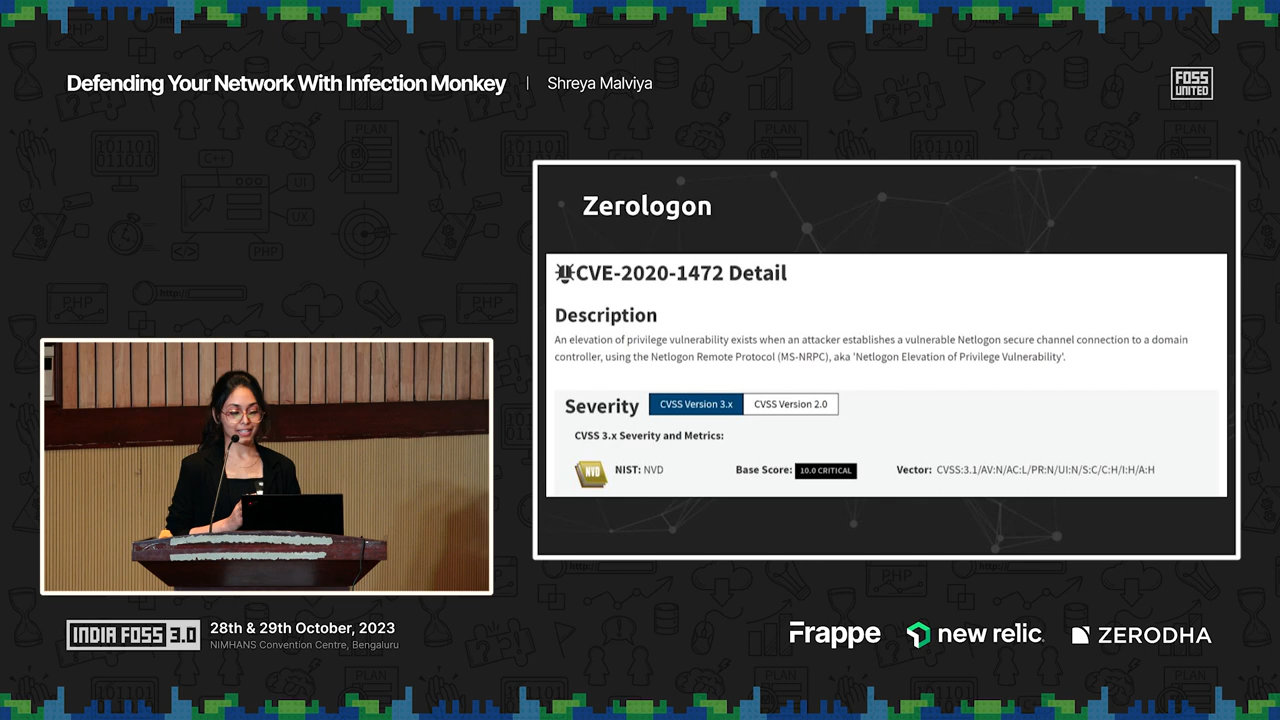 Defending Your Network With Infection Monkey | Shreya Malviya
FOSS
UNITED
Zerologon
CVE-2020-1472 Detail
Description
An elevation of privilege vulnerability exists when an attacker establishes a vulnerable Netlogon secure channel connection to a domain
controller, using the Netlogon Remote Protocol (MS-NRPC), aka 'Netlogon Elevation of Privilege Vulnerability'.
Severity CVSS Version 3.x CVSS Version 2.0
CVSS 3.x Severity and Metrics:
NVD NIST: NVD Base Score: 10.0 CRITICAL Vector: CVSS:3.1/AV:N/AC:L/PR:N/UI:N/S:C/C:H/I:H/A:H
INDIA FOSS 3.0
28th & 29th October, 2023
NIMHANS Convention Centre, Bengaluru
Frappe new relic ZERODHA